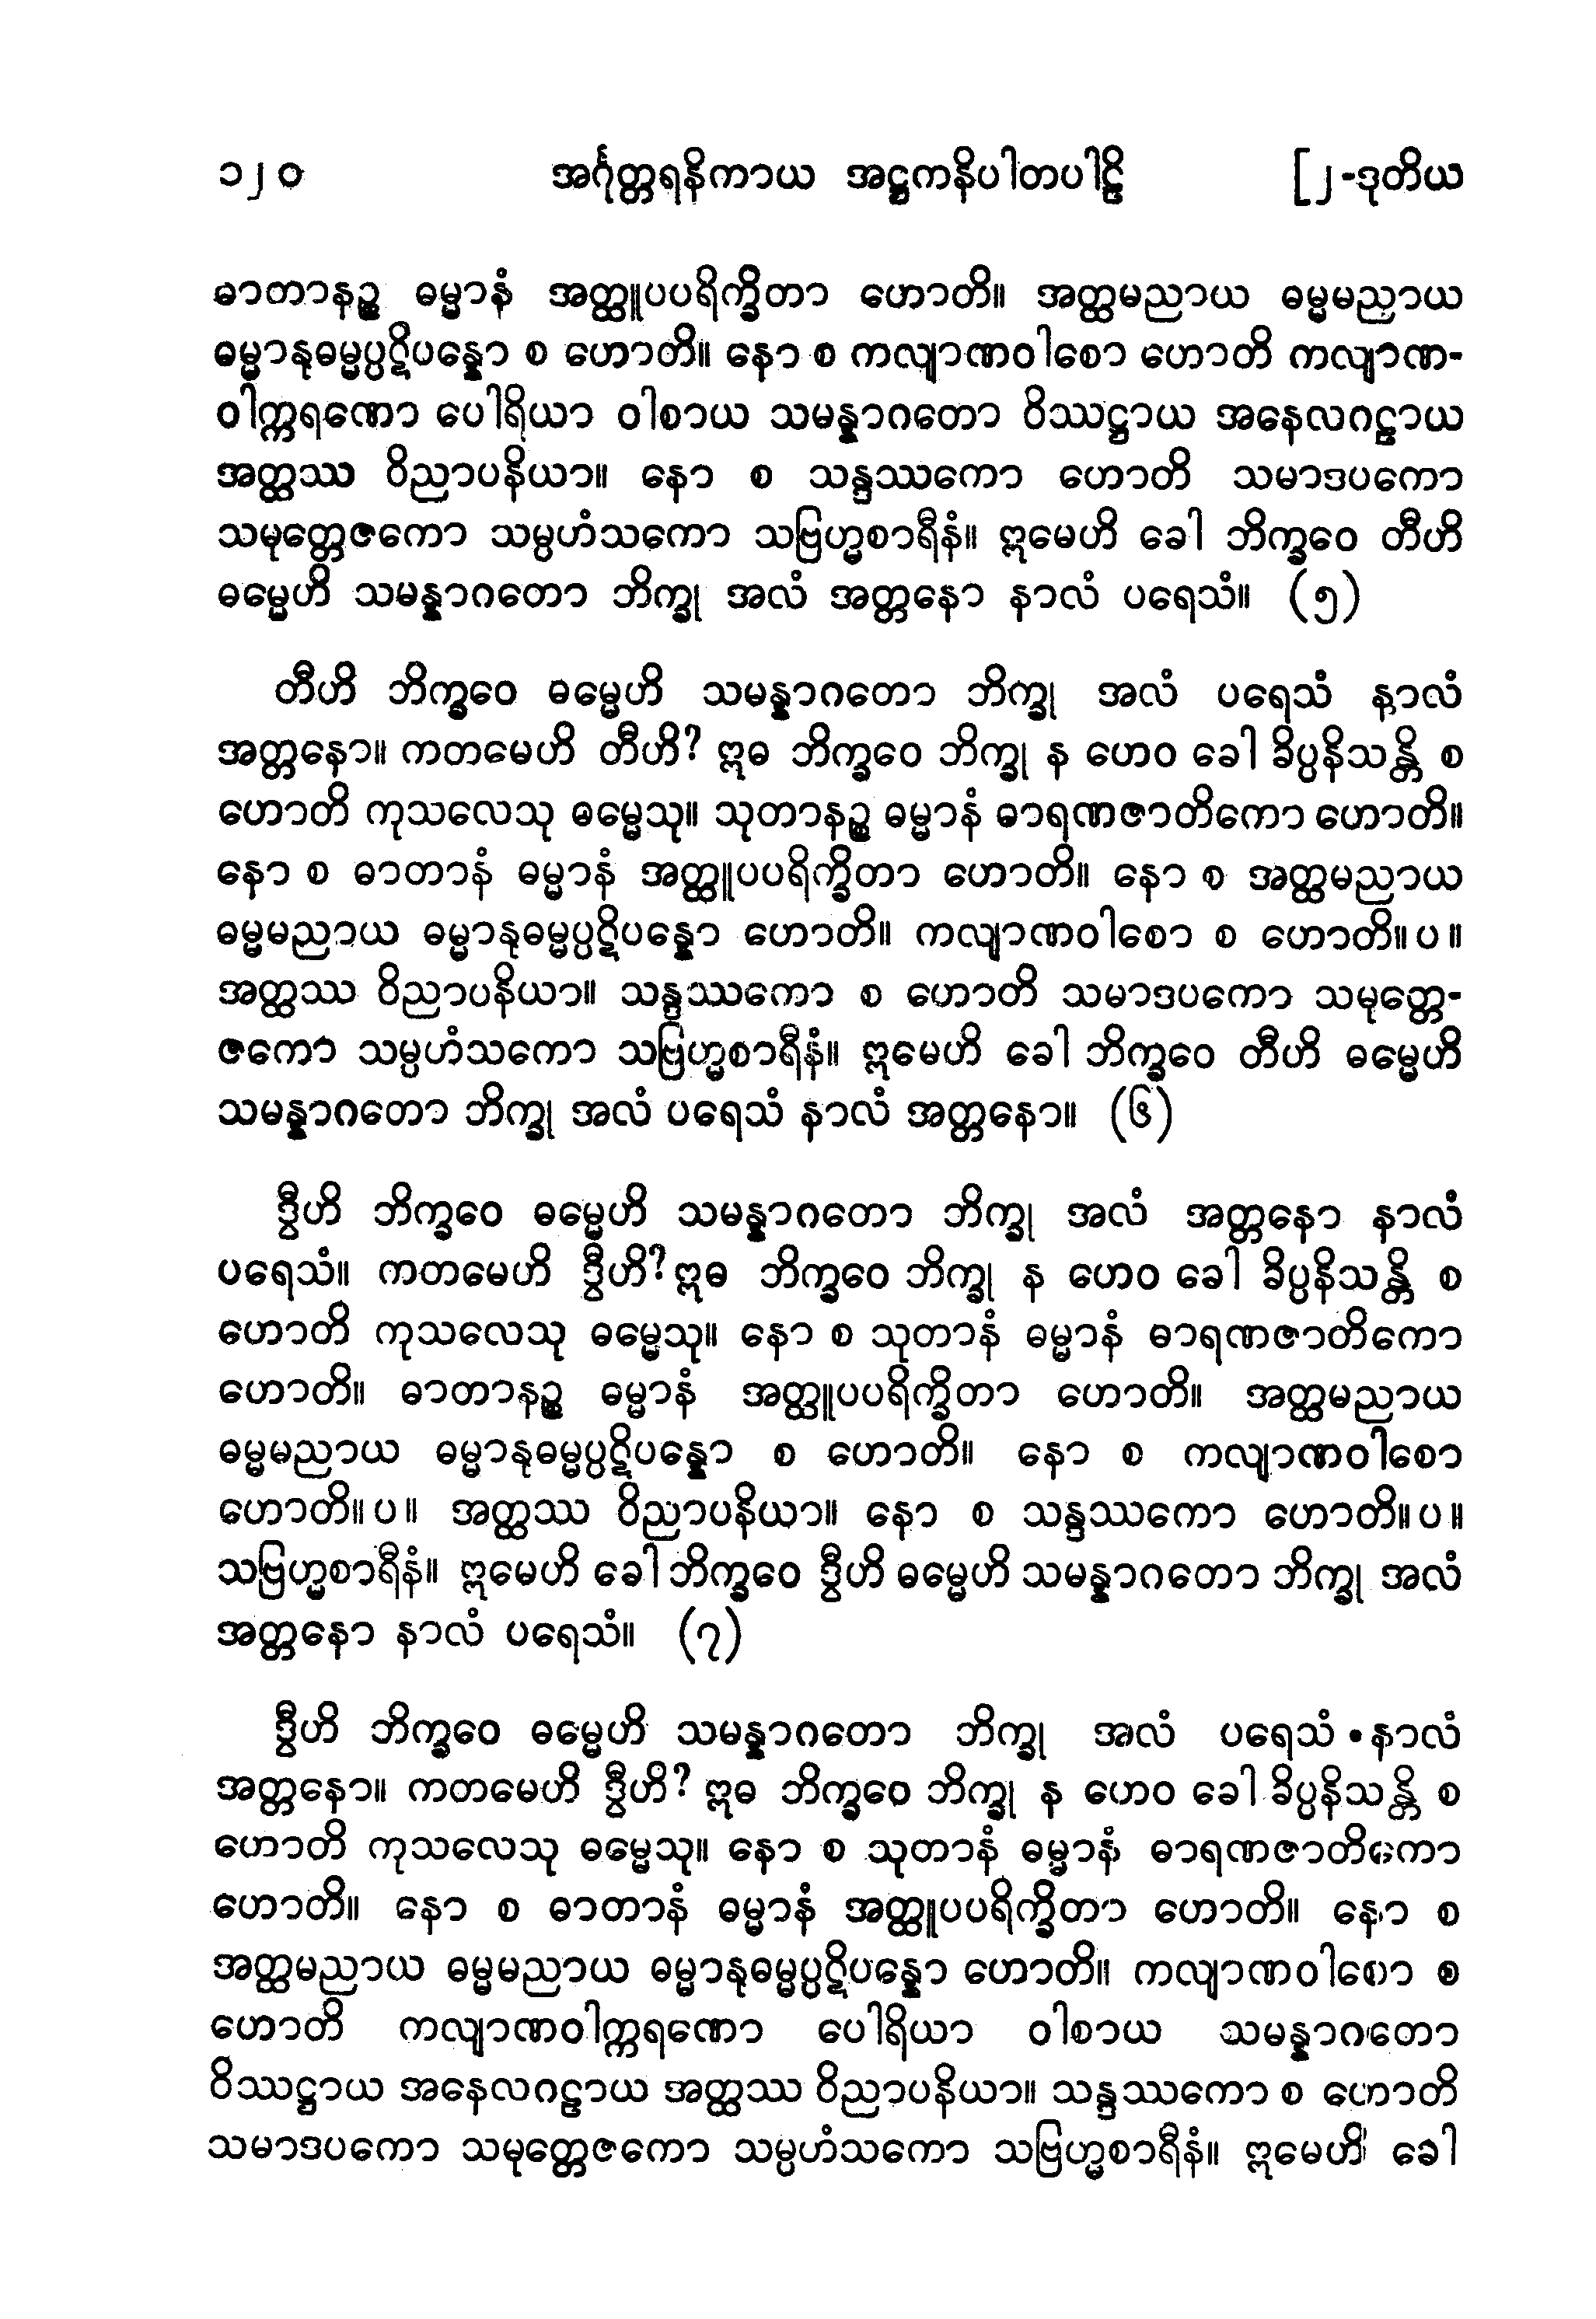 ၁၂၀ အင်္ဂုတ္တရနိကာယ အဋ္ဌကနိပါတပါဠိ [၂-ဒုတိယ
ဓာတာနဉ္စ ဓမ္မာနံ အတ္ထူပပရိက္ခိတာ ဟောတိ။ အတ္ထမညာယ ဓမ္မမညာယ
ဓမ္မာနုဓမ္မပ္ပဋိပန္နော စ ဟောတိ။ နော စ ကလျာဏဝါစော ဟောတိ ကလျာဏ-
ဝါက္ကရဏော ပေါရိယာ ဝါစာယ သမန္နာဂတော ဝိဿဋ္ဌာယ အနေလဂဠာယ
အတ္ထဿ ဝိညာပနိယာ။ နော စ သန္ဒဿကော ဟောတိ သမာဒပကော
သမုတ္တေဇကော သမ္ပဟံသကော သဗြဟ္မစာရီနံ။ ဣမေဟိ ခေါ ဘိက္ခဝေ တီဟိ
ဓမ္မေဟိ သမန္နာဂတော ဘိက္ခု အလံ အတ္တနော နာလံ ပရေသံ။ (၅)
တီဟိ ဘိက္ခဝေ ဓမ္မေဟိ သမန္နာဂတော ဘိက္ခု အလံ ပရေသံ နာလံ
အတ္တနော။ ကတမေဟိ တီဟိ? ဣဓ ဘိက္ခဝေ ဘိက္ခု န ဟေဝ ခေါ ခိပ္ပနိသန္တိ စ
ဟောတိ ကုသလေသု ဓမ္မေသု။ သုတာနဉ္စ ဓမ္မာနံ ဓာရဏဇာတိကော ဟောတိ။
နော စ ဓာတာနံ ဓမ္မာနံ အတ္ထူပပရိက္ခိတာ ဟောတိ။ နော စ အတ္ထမညာယ
ဓမ္မမညာယ ဓမ္မာနုဓမ္မပ္ပဋိပန္နော ဟောတိ။ ကလျာဏဝါစော စ ဟောတိ။ ပ ။
အတ္ထဿ ဝိညာပနိယာ။ သန္ဒဿကော စ ဟောတိ သမာဒပကော သမုတ္တေ-
ဇကော သမ္ပဟံသကော သဗြဟ္မစာရီနံ။ ဣမေဟိ ခေါ ဘိက္ခဝေ တီဟိ ဓမ္မေဟိ
သမန္နာဂတော ဘိက္ခု အလံ ပရေသံ နာလံ အတ္တနော။ (၆)
ဒွီဟိ ဘိက္ခဝေ ဓမ္မေဟိ သမန္နာဂတော ဘိက္ခု အလံ အတ္တနော နာလံ
ပရေသံ။ ကတမေဟိ ဒွီဟိ? ဣဓ ဘိက္ခဝေ ဘိက္ခု န ဟေဝ ခေါ ခိပ္ပနိသန္တိ စ
ဟောတိ ကုသလေသု ဓမ္မေသု။ နော စ သုတာနံ ဓမ္မာနံ ဓာရဏဇာတိကော
ဟောတိ။ ဓာတာနဉ္စ ဓမ္မာနံ အတ္ထူပပရိက္ခိတာ ဟောတိ။ အတ္ထမညာယ
ဓမ္မမညာယ ဓမ္မာနုဓမ္မပ္ပဋိပန္နော စ ဟောတိ။ နော စ ကလျာဏဝါစော
ဟောတိ။ ပ ။ အတ္ထဿ ဝိညာပနိယာ။ နော စ သန္ဒဿကော ဟောတိ။ ပ ။
သဗြဟ္မစာရီနံ။ ဣမေဟိ ခေါ ဘိက္ခဝေ ဒွီဟိ ဓမ္မေဟိ သမန္နာဂတော ဘိက္ခု အလံ
အတ္တနော နာလံ ပရေသံ။ (၇)
ဒွီဟိ ဘိက္ခဝေ ဓမ္မေဟိ သမန္နာဂတော ဘိက္ခု အလံ ပရေသံ နာလံ
အတ္တနော။ ကတမေဟိ ဒွီဟိ? ဣဓ ဘိက္ခဝေ ဘိက္ခု န ဟေဝ ခေါ ခိပ္ပနိသန္တိ စ
ဟောတိ ကုသလေသု ဓမ္မေသု။ နော စ သုတာနံ ဓမ္မာနံ ဓာရဏဇာတိကော
ဟောတိ။ နော စ ဓာတာနံ ဓမ္မာနံ အတ္ထူပပရိက္ခိတာ ဟောတိ။ နော စ
အတ္ထမညာယ ဓမ္မမညာယ ဓမ္မာနုဓမ္မပ္ပဋိပန္နော ဟောတိ။ ကလျာဏဝါစော စ
ဟောတိ ကလျာဏဝါက္ကရဏော ပေါရိယာ ဝါစာယ သမန္နာဂတော
ဝိဿဋ္ဌာယ အနေလဂဠာယ အတ္ထဿ ဝိညာပနိယာ။ သန္ဒဿကော စ ဟောတိ
သမာဒပကော သမုတ္တေဇကော သမ္ပဟံသကော သဗြဟ္မစာရီနံ။ ဣမေဟိ ခေါ